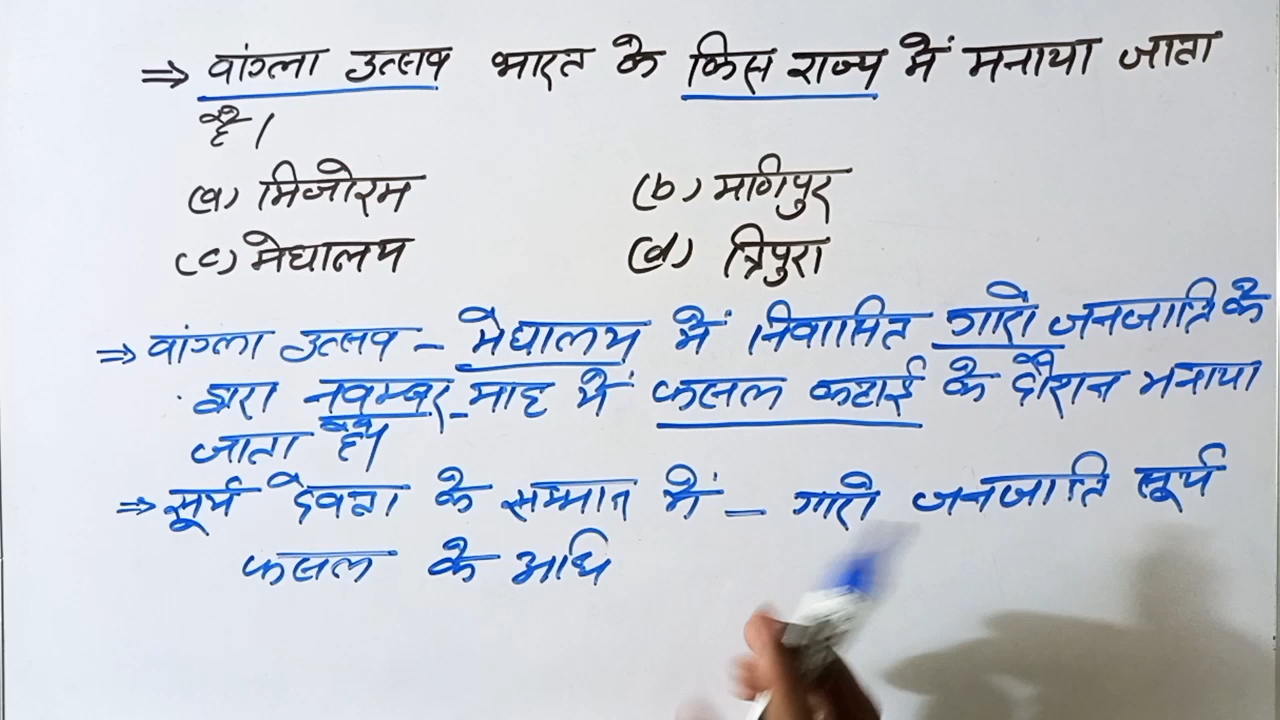 ⇒ वांग्ला उत्सव भारत के किस राज्य में मनाया जाता
है।
(a) मिजोरम (b) मणिपुर
(c) मेघालय (d) त्रिपुरा
⇒ वांग्ला उत्सव - मेघालय में निवासित गारो जनजाति के
द्वारा नवम्बर माह में फसल कटाई के दौरान मनाया
जाता है।
⇒ सूर्य देवता के सम्मान में - गारो जनजाति सूर्य
फसल के अधि